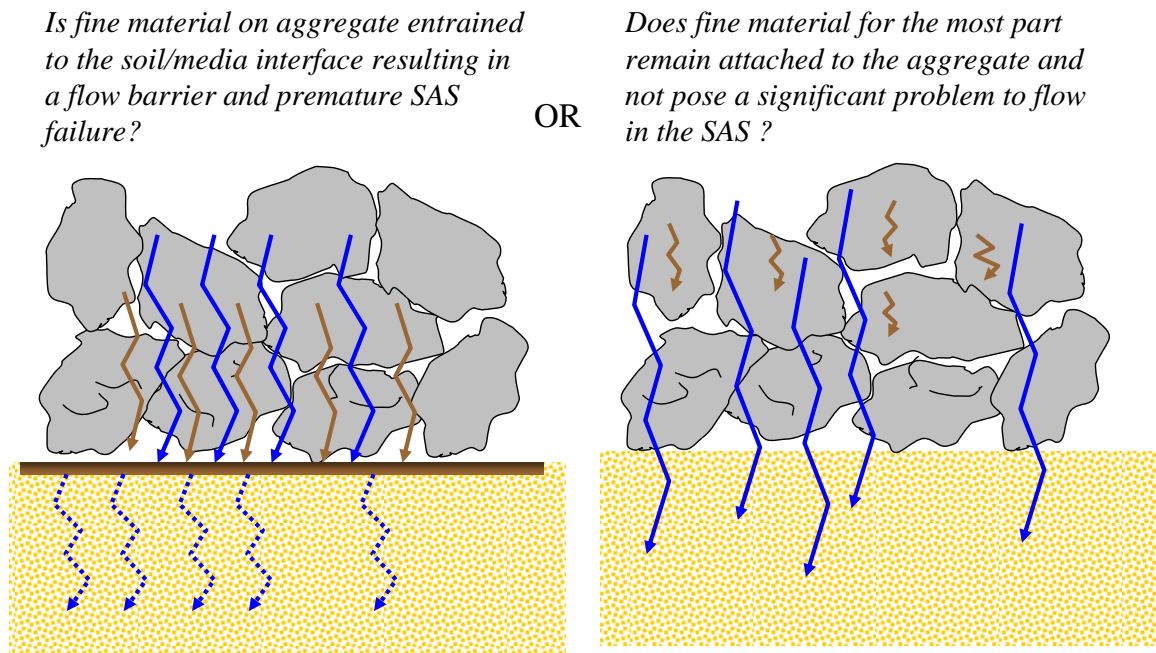 Is fine material on aggregate entrained
to the soil/media interface resulting in
a flow barrier and premature SAS
failure?
OR
Does fine material for the most part
remain attached to the aggregate and
not pose a significant problem to flow
in the SAS ?